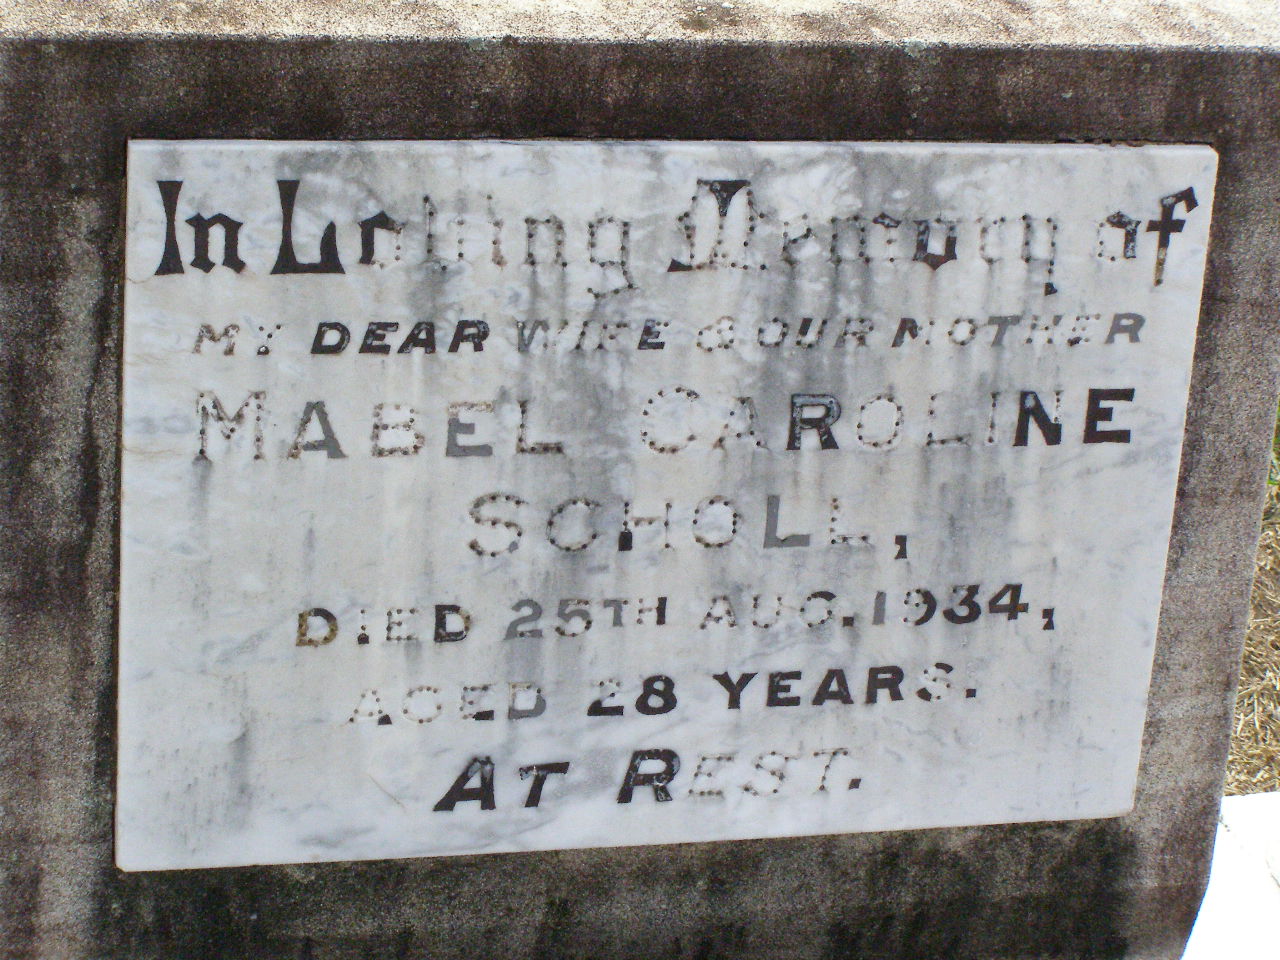 In Loving Memory of
MY DEAR WIFE & OUR MOTHER
MABEL CAROLINE
SCHOLL,
DIED 25TH AUG. 1934,
AGED 28 YEARS.
AT REST.